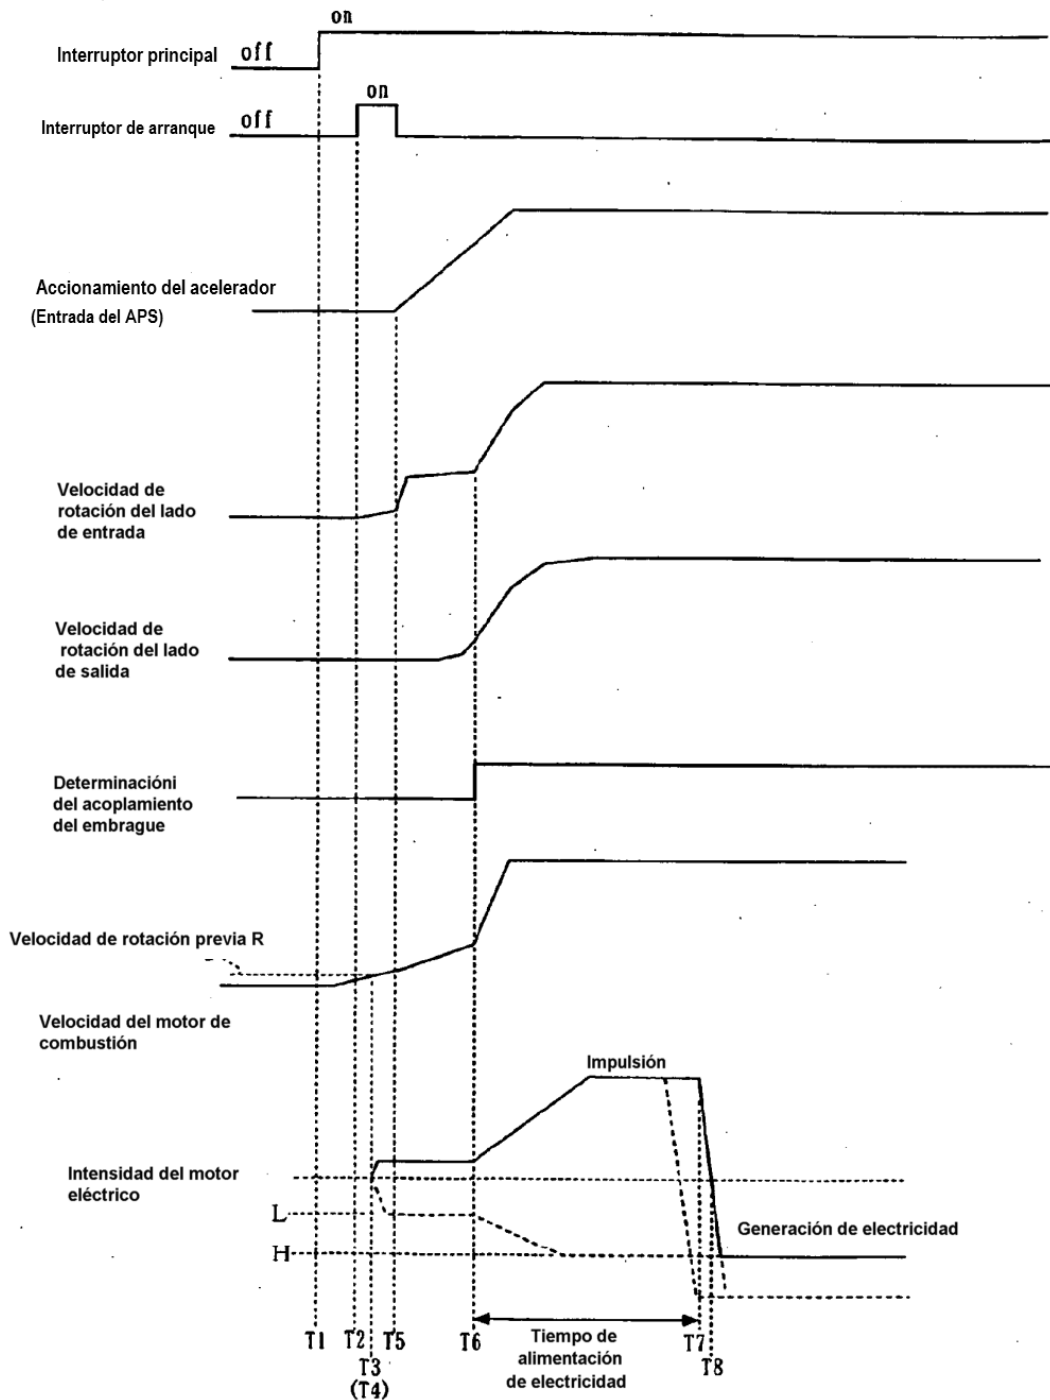 on
Interruptor principal off
on
Interruptor de arranque off
Accionamiento del acelerador
(Entrada del APS)
Velocidad de
rotación del lado
de entrada
Velocidad de
rotación del lado
de salida
Determinacióni
del acoplamiento
del embrague
Velocidad de rotación previa R
Velocidad del motor de
combustión
Impulsión
Intensidad del motor
eléctrico
L
Generación de electricidad
H
T1 T2 T5 T6 T7
T3 T8
(T4)
Tiempo de
alimentación
de electricidad